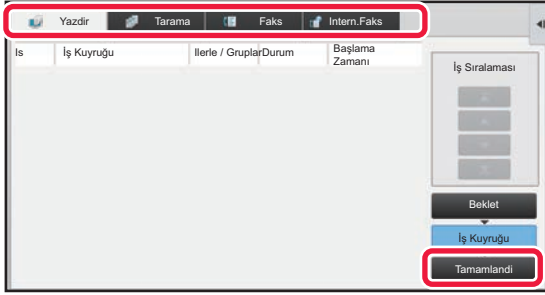 Yazdir Tarama Faks Intern.Faks
Is İş Kuyruğu Ilerle / Gruplar Durum Başlama
Zamanı
İş Sıralaması
Beklet
İş Kuyruğu
Tamamlandi